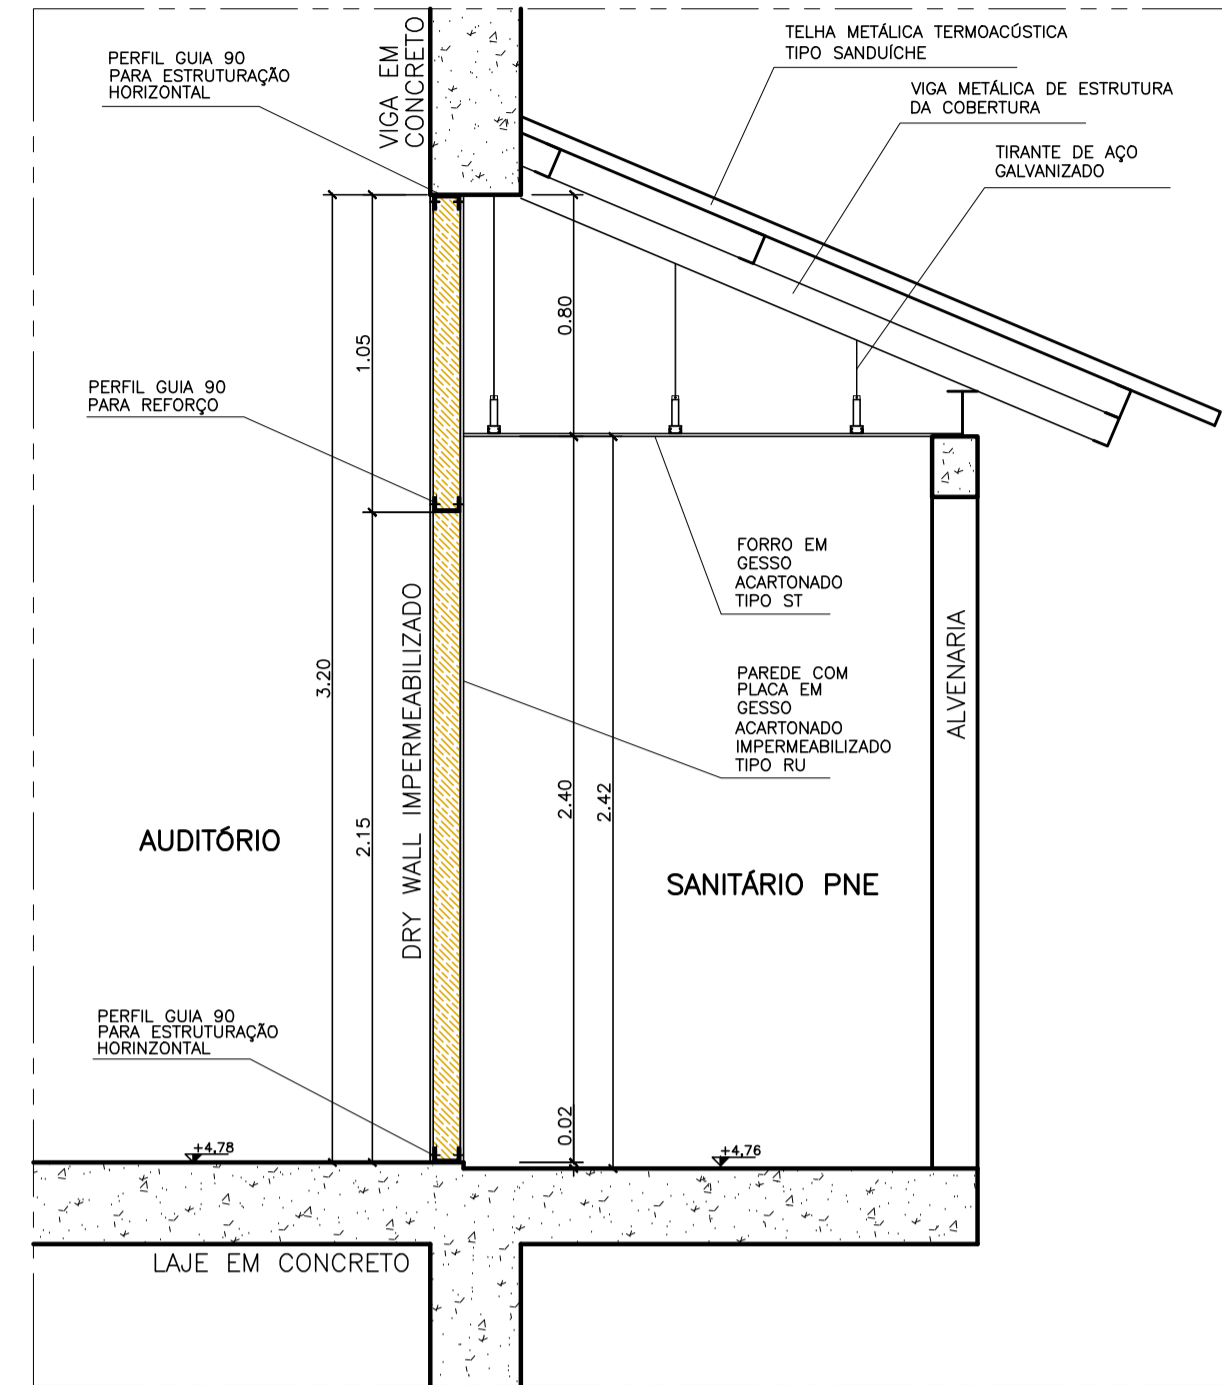 PERFIL GUIA 90
PARA ESTRUTURAÇÃO
HORIZONTAL
VIGA EM
CONCRETO
TELHA METÁLICA TERMOACÚSTICA
TIPO SANDUÍCHE
VIGA METÁLICA DE ESTRUTURA
DA COBERTURA
TIRANTE DE AÇO
GALVANIZADO
0.80
1.05
PERFIL GUIA 90
PARA REFORÇO
FORRO EM
GESSO
ACARTONADO
TIPO ST
3.20
DRY WALL IMPERMEABILIZADO
PAREDE COM
PLACA EM
GESSO
ACARTONADO
IMPERMEABILIZADO
TIPO RU
ALVENARIA
2.15
2.40
2.42
AUDITÓRIO
SANITÁRIO PNE
PERFIL GUIA 90
PARA ESTRUTURAÇÃO
HORINZONTAL
0.02
+4,78
+4,76
LAJE EM CONCRETO